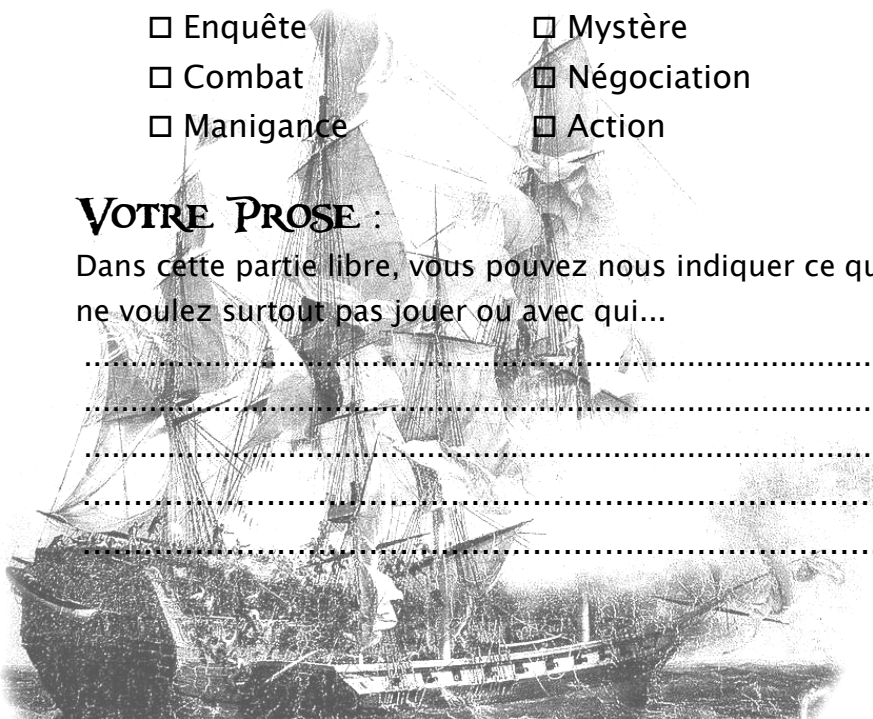 ☐ Enquête ☐ Mystère
☐ Combat ☐ Négociation
☐ Manigance ☐ Action
Votre Prose :
Dans cette partie libre, vous pouvez nous indiquer ce qu
ne voulez surtout pas jouer ou avec qui...
................................................................................
................................................................................
................................................................................
................................................................................
................................................................................